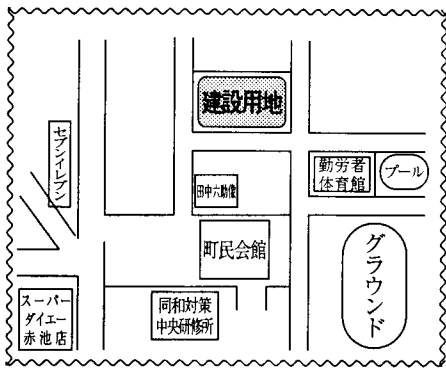 建設用地
セブンイレブン
勤労者
体育館
プール
田中六助像
町民会館
グラウンド
スーパー
ダイエー
赤池店
同和対策
中央研修所